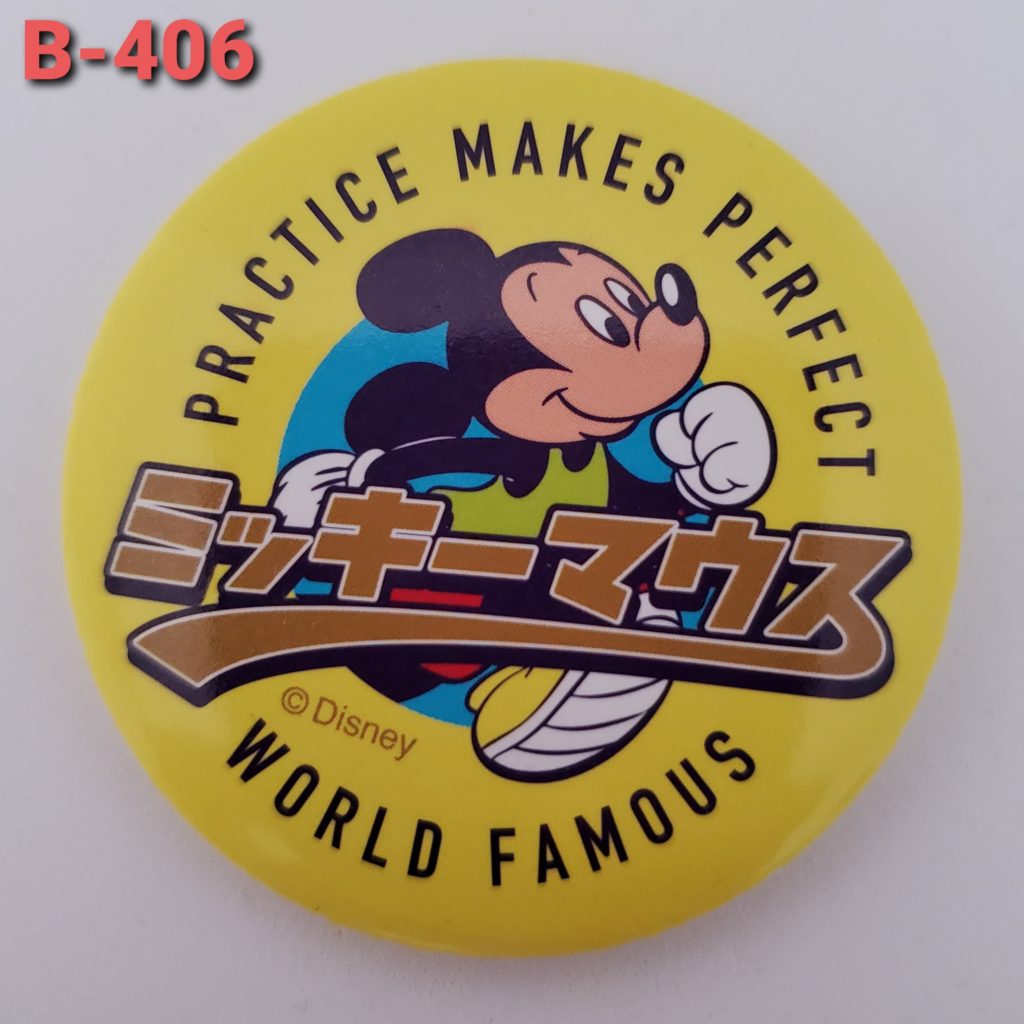 B-406
PRACTICE MAKES PERFECT
ミッキーマウス
© Disney
WORLD FAMOUS